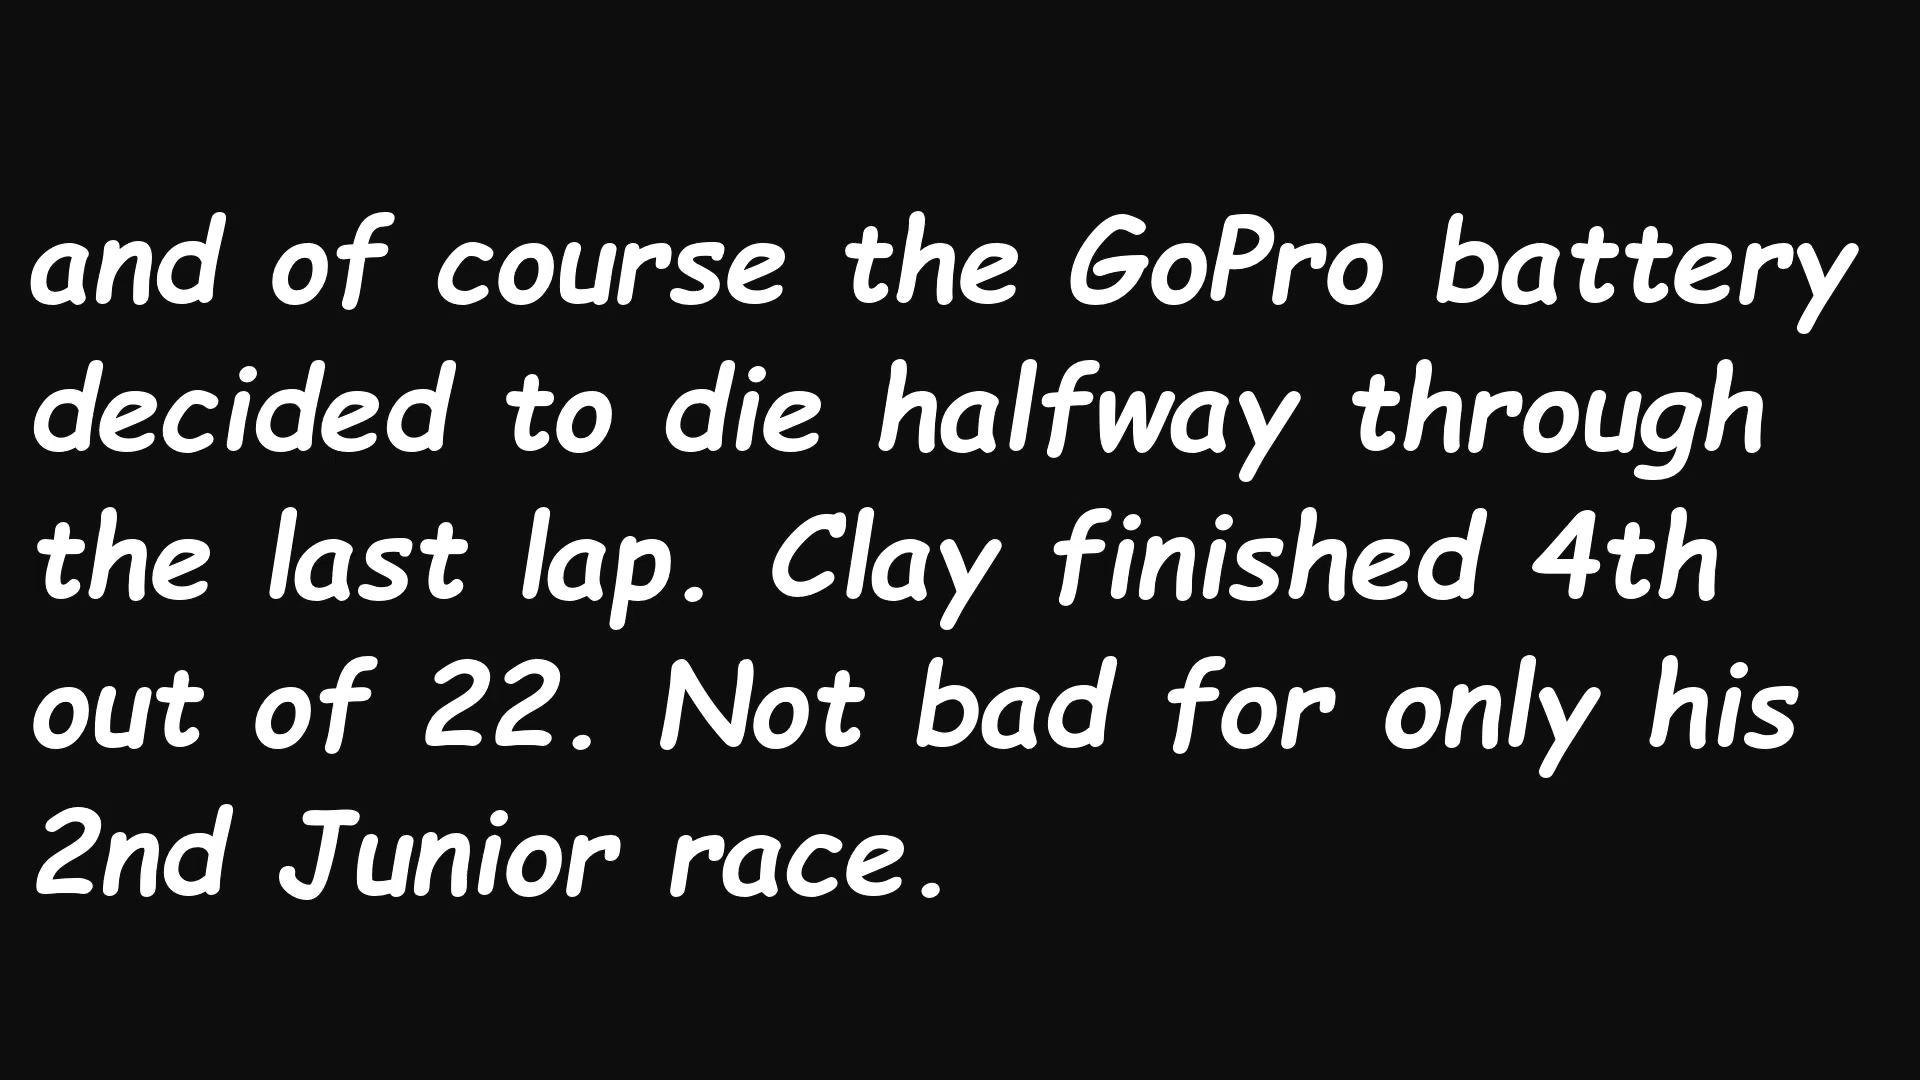 and of course the GoPro battery
decided to die halfway through
the last lap. Clay finished 4th
out of 22. Not bad for only his
2nd Junior race.